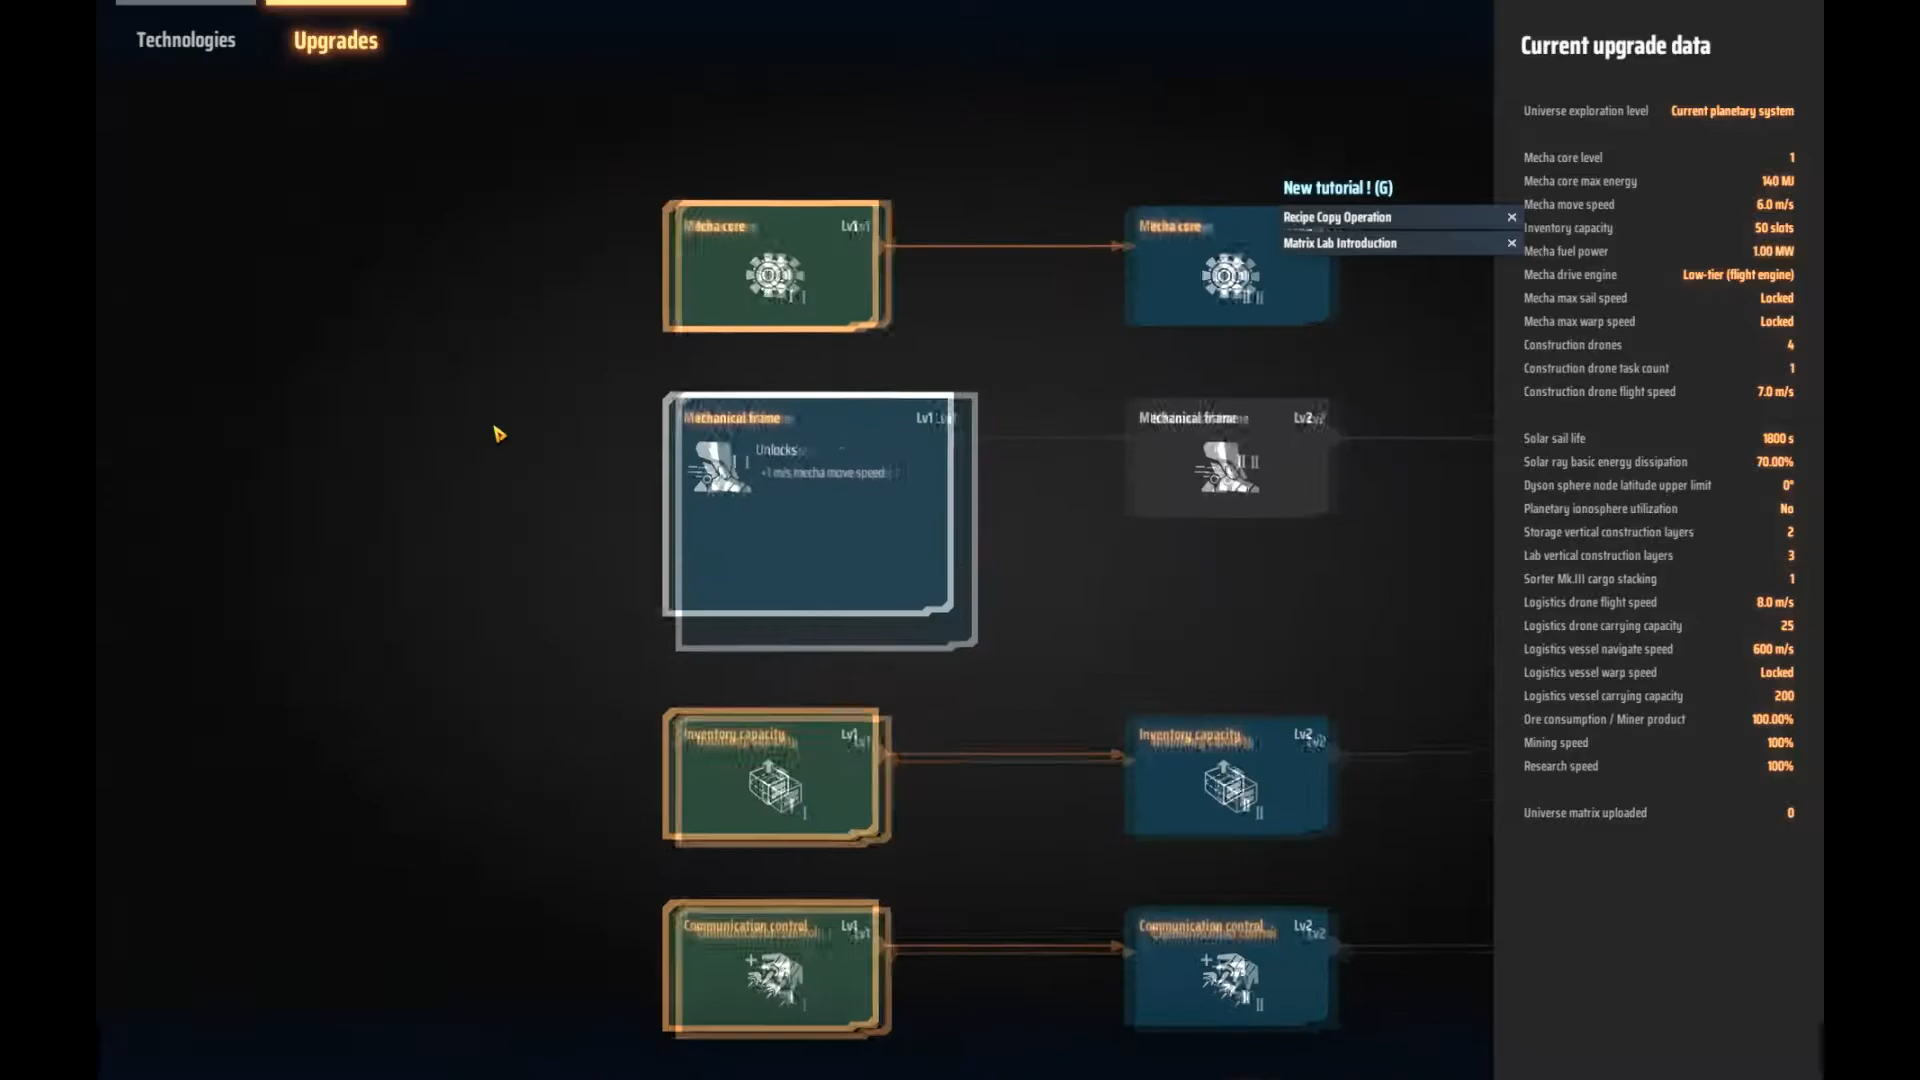 Technologies
Upgrades
Current upgrade data
Universe exploration level Current planetary system
Mecha core level 1
Mecha core max energy 140 MJ
Mecha move speed 6.0 m/s
Inventory capacity 50 slots
Mecha fuel power 1.00 MW
Mecha drive engine Low-tier (flight engine)
Mecha max sail speed Locked
Mecha max warp speed Locked
Construction drones 4
Construction drone task count 1
Construction drone flight speed 7.0 m/s
Solar sail life 1800 s
Solar ray basic energy dissipation 70.00%
Dyson sphere node latitude upper limit 0°
Planetary ionosphere utilization No
Storage vertical construction layers 2
Lab vertical construction layers 3
Sorter Mk.III cargo stacking 1
Logistics drone flight speed 8.0 m/s
Logistics drone carrying capacity 25
Logistics vessel navigate speed 600 m/s
Logistics vessel warp speed Locked
Logistics vessel carrying capacity 200
Ore consumption / Miner product 100.00%
Mining speed 100%
Research speed 100%
Universe matrix uploaded 0
New tutorial ! (G)
Recipe Copy Operation
Matrix Lab Introduction
Mecha core Lv1
Mecha core
Mechanical frame Lv1
Unlocks
+1 m/s mecha move speed
Mechanical frame Lv2
Inventory capacity Lv1
Inventory capacity Lv2
Communication control Lv1
Communication control Lv2